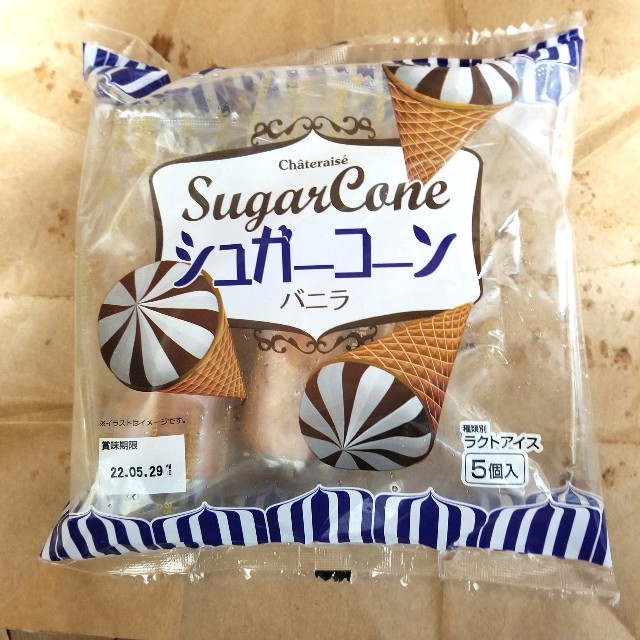 Châteraisé
SugarCone
シュガーコーン
バニラ
※イラストはイメージです。
賞味期限
22.05.29
種類別
ラクトアイス
5個入